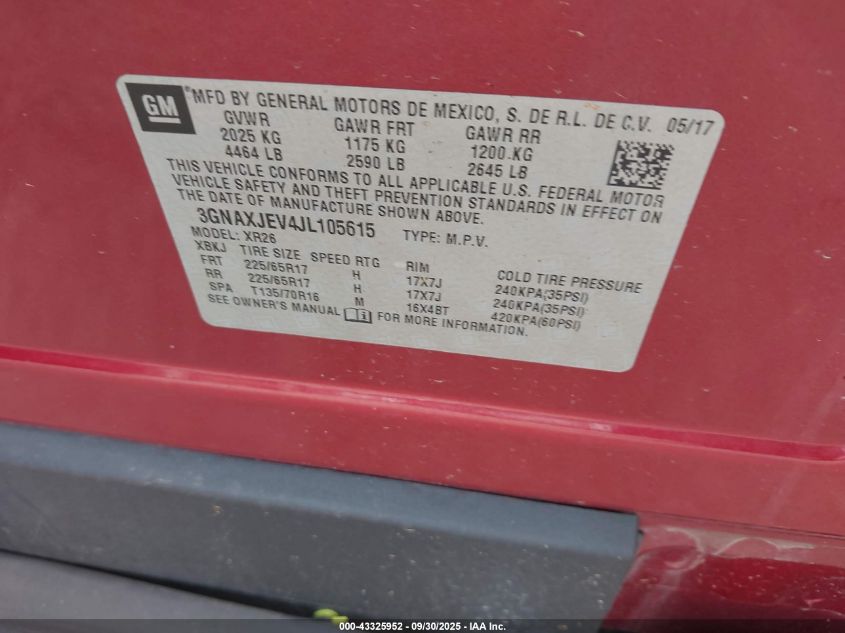 GM ®MFD BY GENERAL MOTORS DE MEXICO, S. DE R.L. DE C.V. 05/17
GVWR GAWR FRT GAWR RR
2025 KG 1175 KG 1200 KG
4464 LB 2590 LB 2645 LB
THIS VEHICLE CONFORMS TO ALL APPLICABLE U.S. FEDERAL MOTOR
VEHICLE SAFETY AND THEFT PREVENTION STANDARDS IN EFFECT ON
THE DATE OF MANUFACTURE SHOWN ABOVE.
3GNAXJEV4JL105615 TYPE: M.P.V.
MODEL: XR26
XBKJ TIRE SIZE SPEED RTG RIM COLD TIRE PRESSURE
FRT 225/65R17 H 17X7J 240KPA(35PSI)
RR 225/65R17 H 17X7J 240KPA(35PSI)
SPA T135/70R16 M 16X4BT 420KPA(60PSI)
SEE OWNER'S MANUAL FOR MORE INFORMATION.
000-43325952 - 09/30/2025 - IAA Inc.